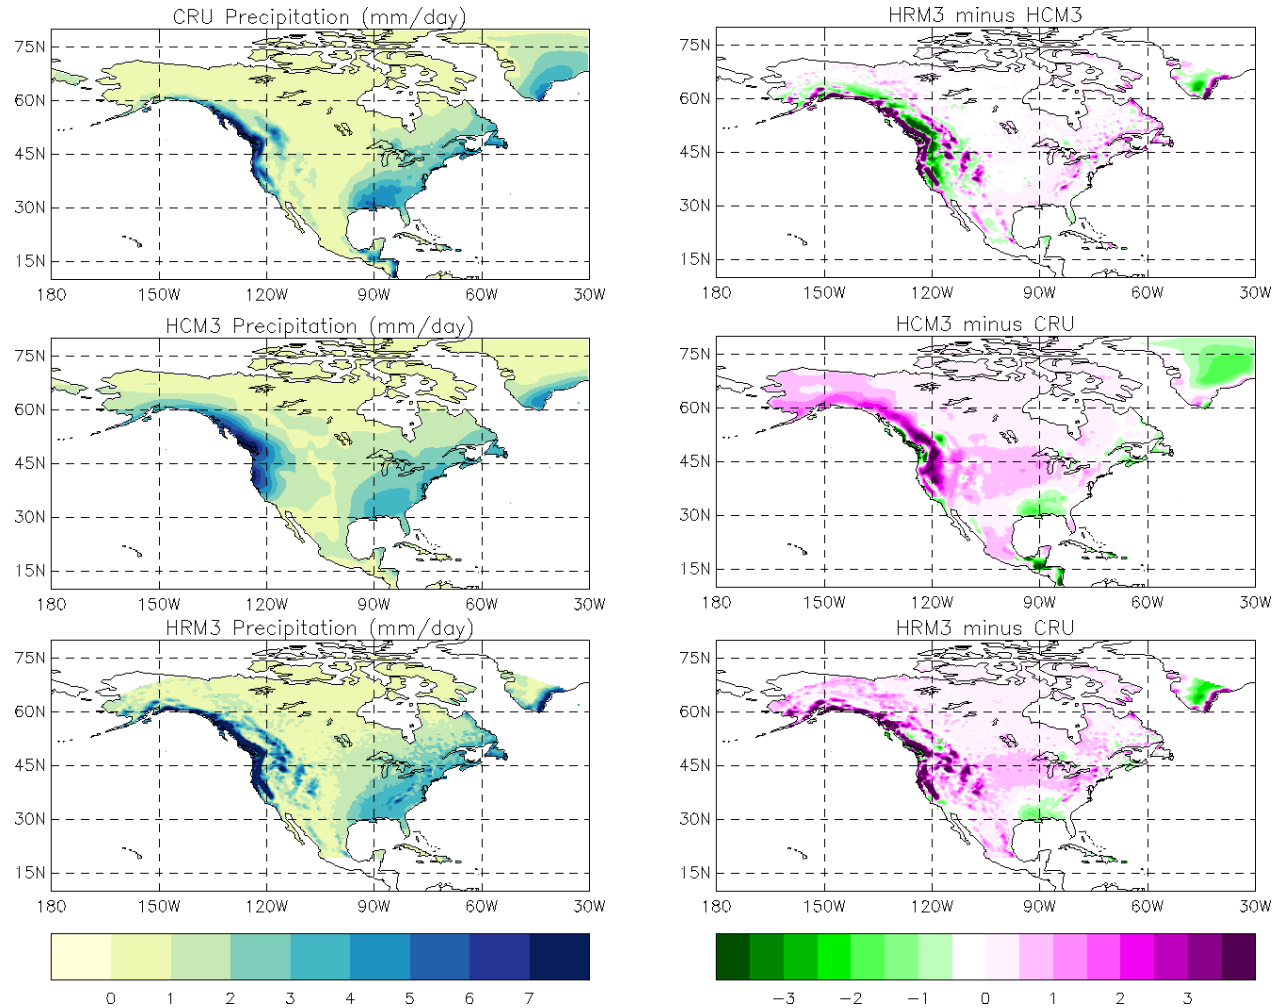 CRU Precipitation (mm/day)
75N
60N
45N
30N
15N
180 150W 120W 90W 60W 30W
HRM3 minus HCM3
75N
60N
45N
30N
15N
180 150W 120W 90W 60W 30W
HCM3 Precipitation (mm/day)
75N
60N
45N
30N
15N
180 150W 120W 90W 60W 30W
HCM3 minus CRU
75N
60N
45N
30N
15N
180 150W 120W 90W 60W 30W
HRM3 Precipitation (mm/day)
75N
60N
45N
30N
15N
180 150W 120W 90W 60W 30W
HRM3 minus CRU
75N
60N
45N
30N
15N
180 150W 120W 90W 60W 30W
0 1 2 3 4 5 6 7
-3 -2 -1 0 1 2 3